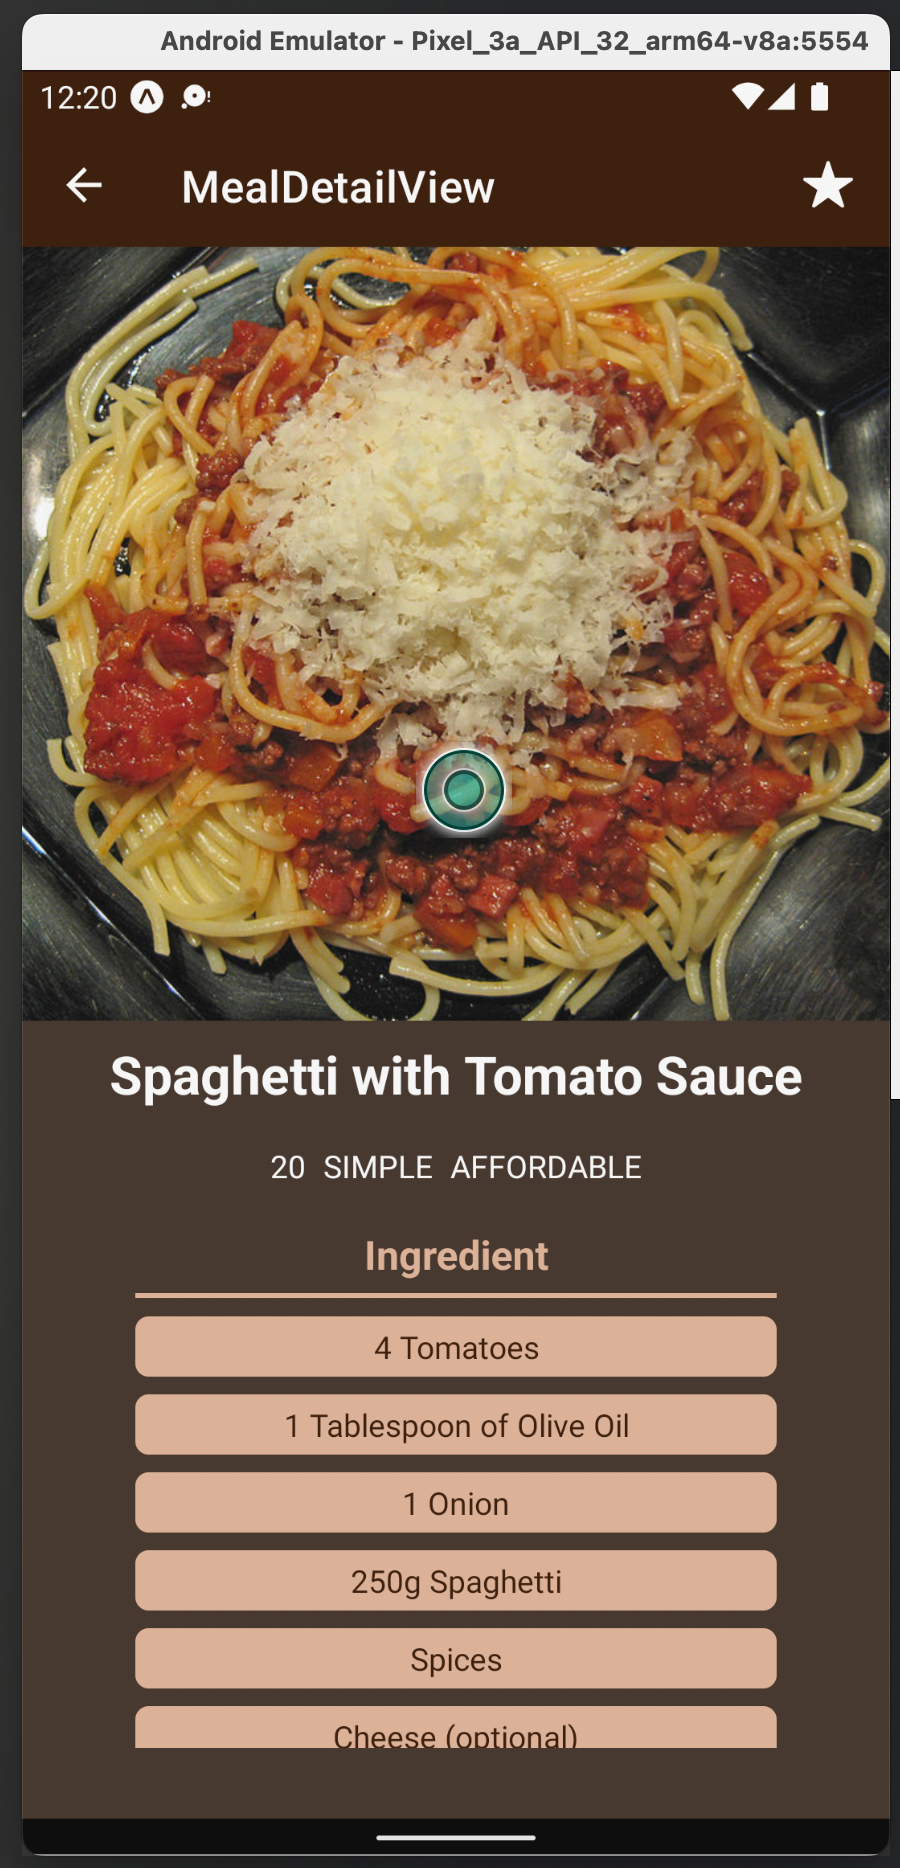 Android Emulator - Pixel_3a_API_32_arm64-v8a:5554
12:20
MealDetailView
Spaghetti with Tomato Sauce
20 SIMPLE AFFORDABLE
Ingredient
4 Tomatoes
1 Tablespoon of Olive Oil
1 Onion
250g Spaghetti
Spices
Cheese (optional)